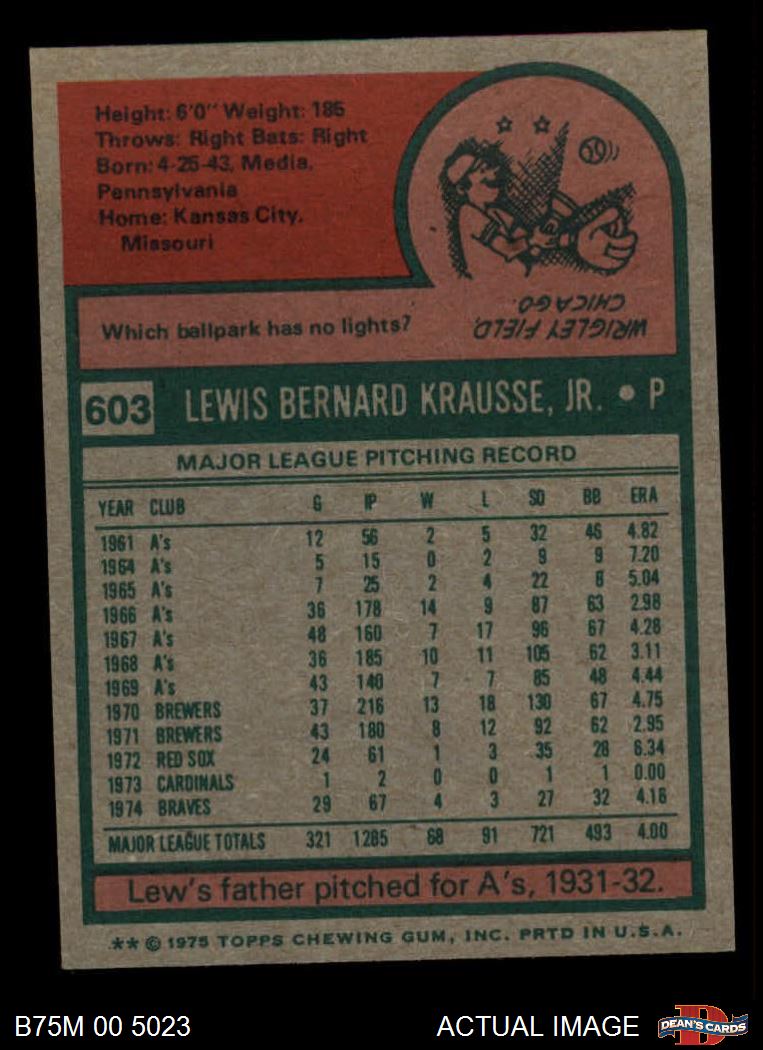 Height: 6'0" Weight: 185
Throws: Right Bats: Right
Born: 4-25-43, Media,
Pennsylvania
Home: Kansas City,
Missouri
Which ballpark has no lights?
WRIGLEY FIELD,
CHICAGO.
603 LEWIS BERNARD KRAUSSE, JR. • P
MAJOR LEAGUE PITCHING RECORD
YEAR CLUB G IP W L SO BB ERA
1961 A's 12 56 2 5 32 46 4.82
1964 A's 5 15 0 2 9 9 7.20
1965 A's 7 25 2 4 22 8 5.04
1966 A's 36 178 14 9 87 63 2.98
1967 A's 48 160 7 17 96 67 4.28
1968 A's 36 185 10 11 105 62 3.11
1969 A's 43 140 7 7 85 48 4.44
1970 BREWERS 37 216 13 18 130 67 4.75
1971 BREWERS 43 180 8 12 92 62 2.95
1972 RED SOX 24 61 1 3 35 28 6.34
1973 CARDINALS 1 2 0 0 1 1 0.00
1974 BRAVES 29 67 4 3 27 32 4.16
MAJOR LEAGUE TOTALS 321 1285 68 91 721 493 4.00
Lew's father pitched for A's, 1931-32.
** © 1975 TOPPS CHEWING GUM, INC. PRTD IN U.S.A.
B75M 00 5023 ACTUAL IMAGE
D
DEAN'S CARDS